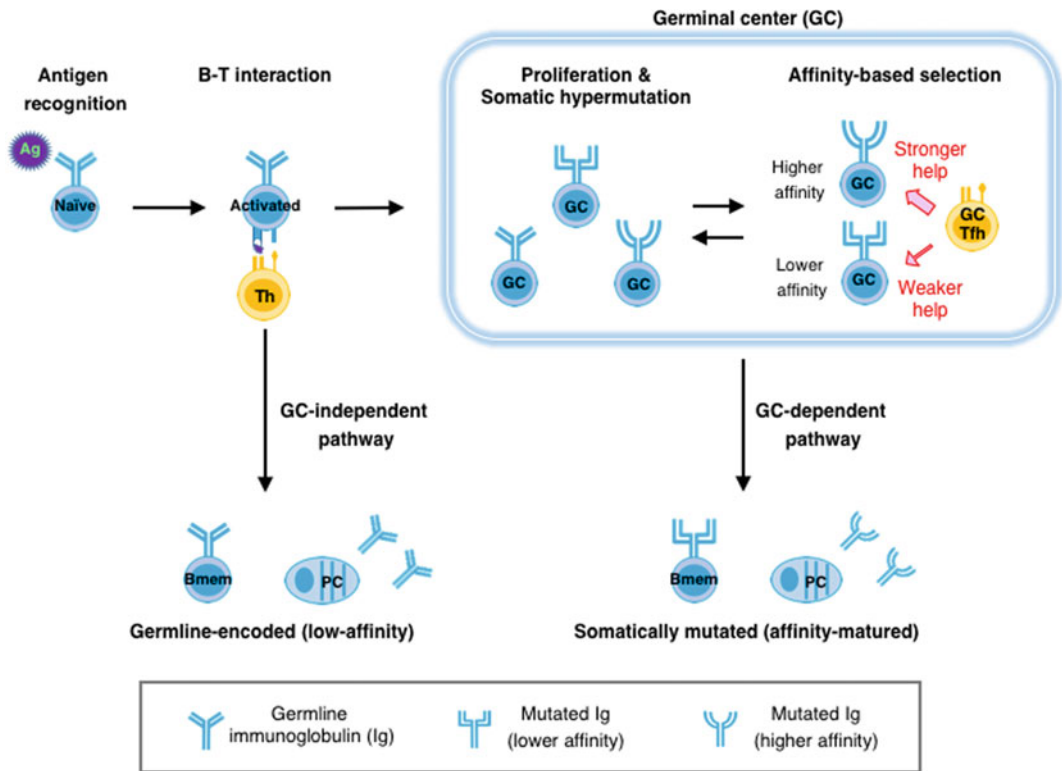 Germinal center (GC)
Antigen
recognition
B-T interaction
Proliferation &
Somatic hypermutation
Affinity-based selection
Ag
Naïve
Activated
Th
GC
GC
GC
Higher
affinity
GC
Stronger
help
GC
Tfh
Lower
affinity
GC
Weaker
help
GC-independent
pathway
GC-dependent
pathway
Bmem
PC
Bmem
PC
Germline-encoded (low-affinity)
Somatically mutated (affinity-matured)
Germline
immunoglobulin (Ig)
Mutated Ig
(lower affinity)
Mutated Ig
(higher affinity)